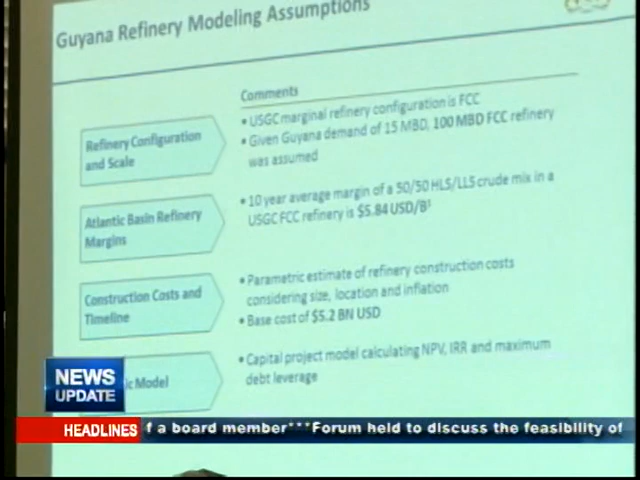 Guyana Refinery Modeling Assumptions
Comments
Refinery Configuration
and Scale
• USGC marginal refinery configuration is FCC
• Given Guyana demand of 15 MBD, 100 MBD FCC refinery
was assumed
Atlantic Basin Refinery
Margins
• 10 year average margin of a 50/50 HLS/LLS crude mix in a
USGC FCC refinery is $5.84 USD/B¹
Construction Costs and
Timeline
• Parametric estimate of refinery construction costs
considering size, location and inflation
• Base cost of $5.2 BN USD
ic Model
• Capital project model calculating NPV, IRR and maximum
debt leverage
NEWS
UPDATE
HEADLINES
f a board member***Forum held to discuss the feasibility of